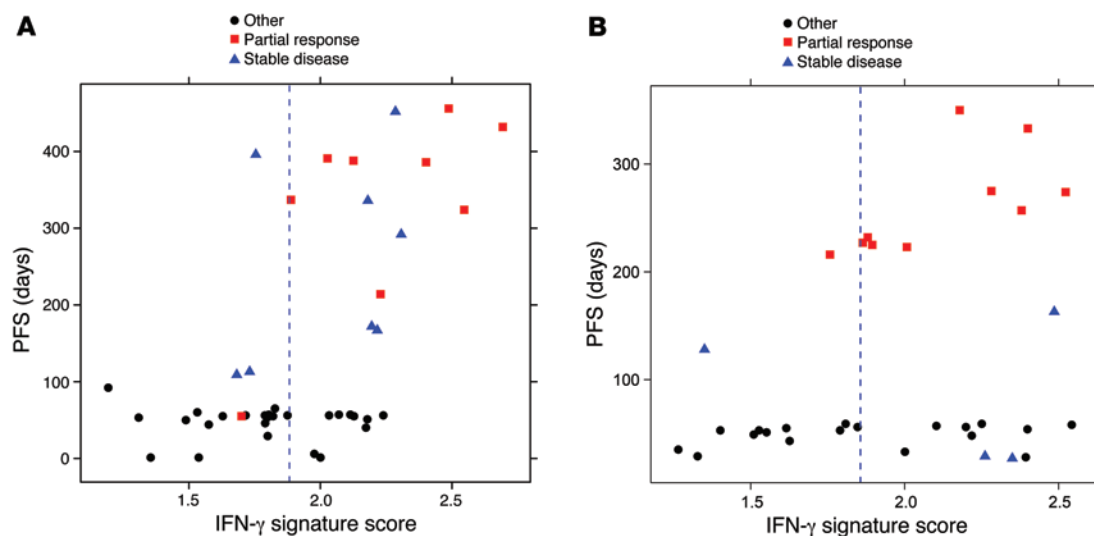 A
Other
Partial response
Stable disease
400
300
200
100
0
PFS (days)
1.5 2.0 2.5
IFN-γ signature score
B
Other
Partial response
Stable disease
300
200
100
PFS (days)
1.5 2.0 2.5
IFN-γ signature score